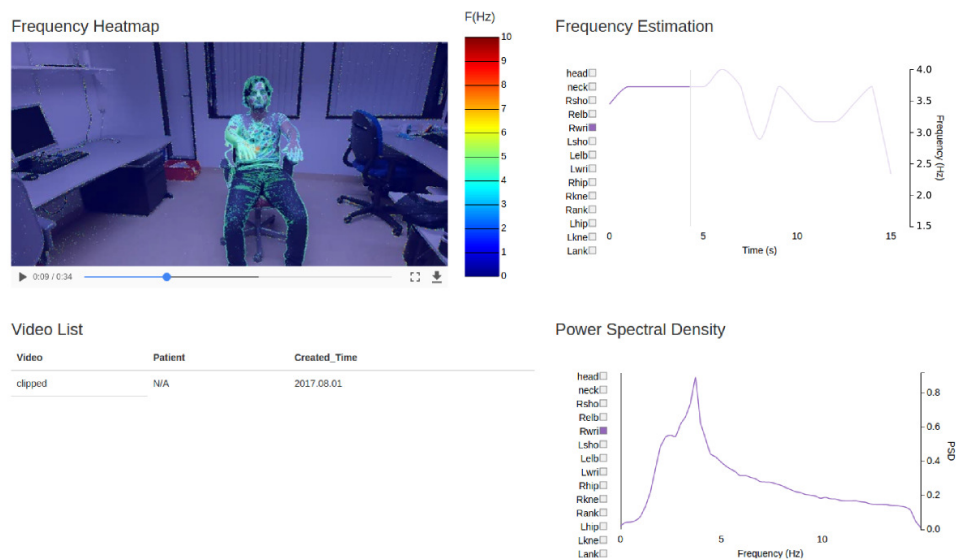 Frequency Heatmap
F(Hz)
10
9
8
7
6
5
4
3
2
1
0
0:09 / 0:34
Frequency Estimation
head
neck
Rsho
Relb
Rwri
Lsho
Lelb
Lwri
Rhip
Rkne
Rank
Lhip
Lkne
Lank
4.0
3.5
3.0
2.5
2.0
1.5
Frequency (Hz)
0 5 10 15
Time (s)
Video List
Video Patient Created_Time
clipped N/A 2017.08.01
Power Spectral Density
head
neck
Rsho
Relb
Rwri
Lsho
Lelb
Lwri
Rhip
Rkne
Rank
Lhip
Lkne
Lank
0.8
0.6
0.4
0.2
0.0
PSD
0 5 10
Frequency (Hz)